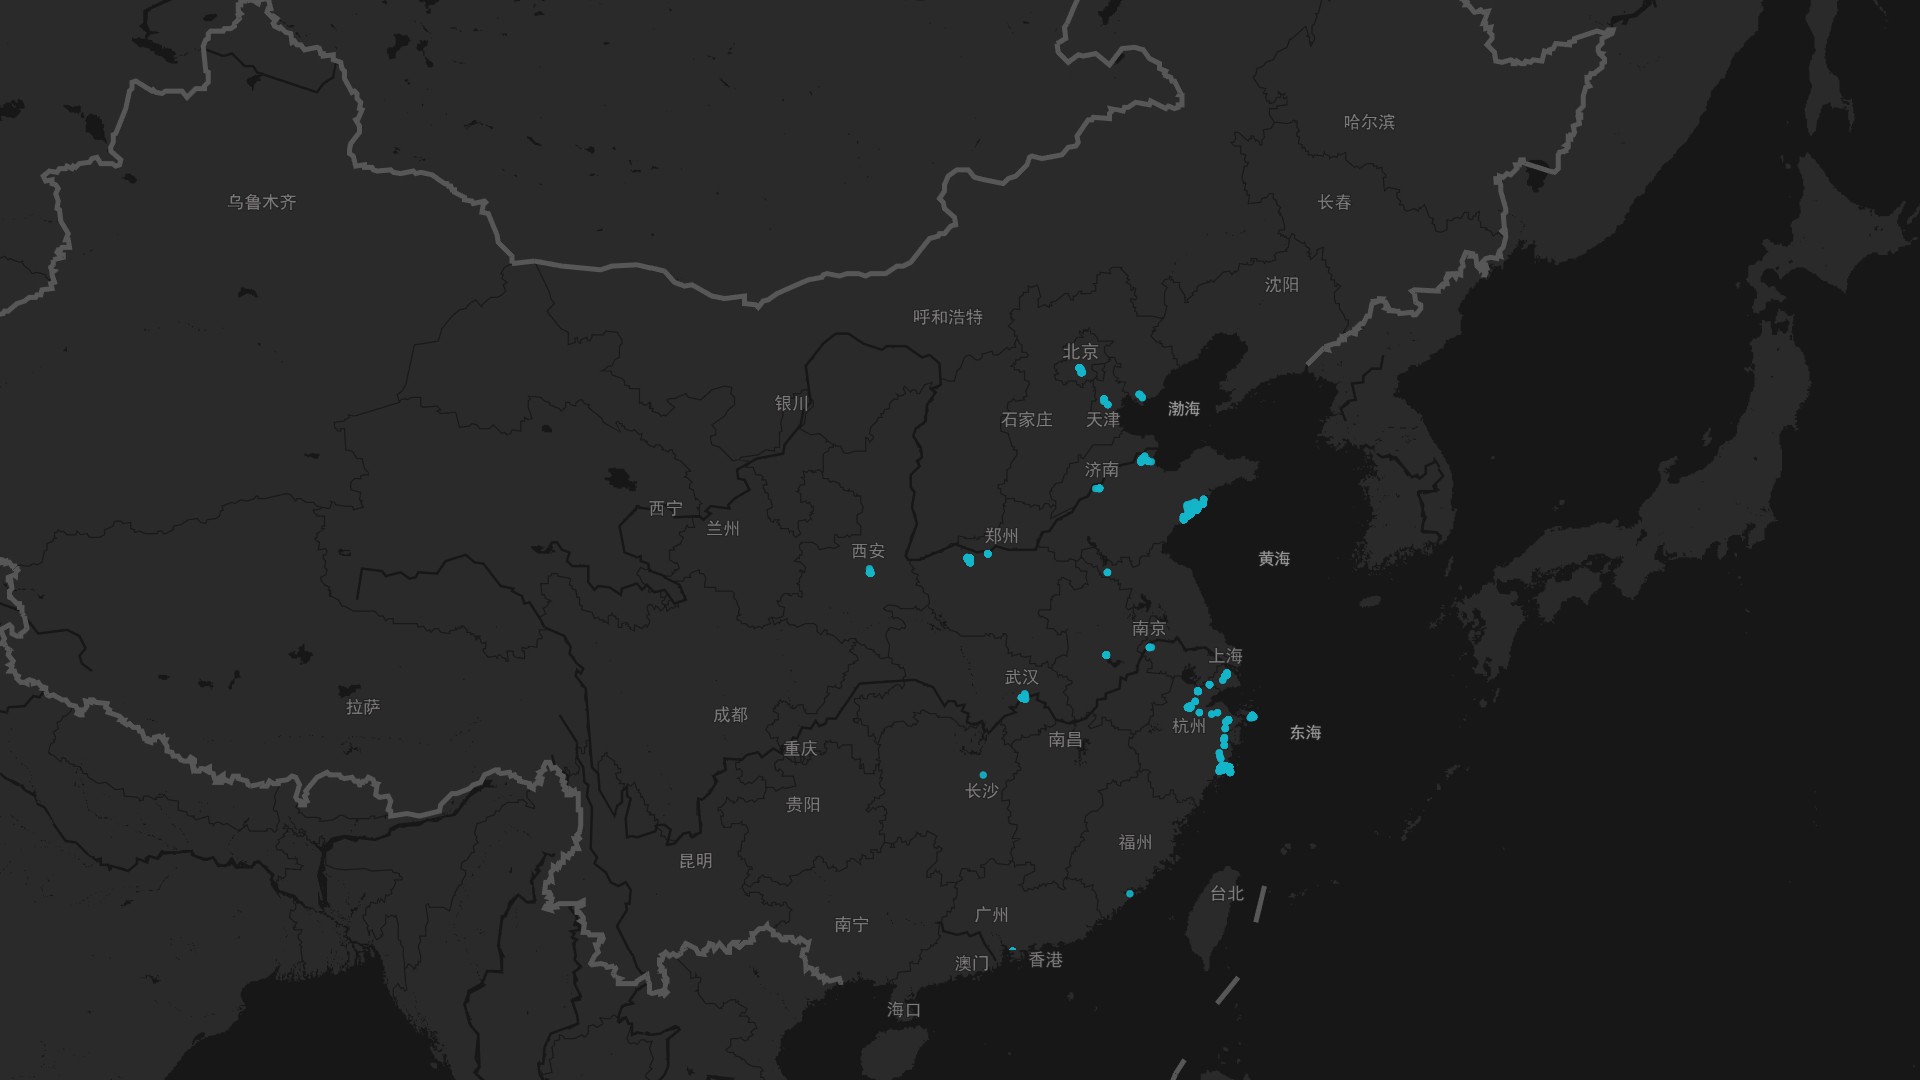 哈尔滨
乌鲁木齐
长春
沈阳
呼和浩特
北京
银川
渤海
石家庄
天津
济南
西宁
兰州
郑州
西安
黄海
南京
上海
武汉
拉萨
成都
杭州
东海
南昌
重庆
长沙
贵阳
福州
昆明
台北
广州
南宁
香港
澳门
海口